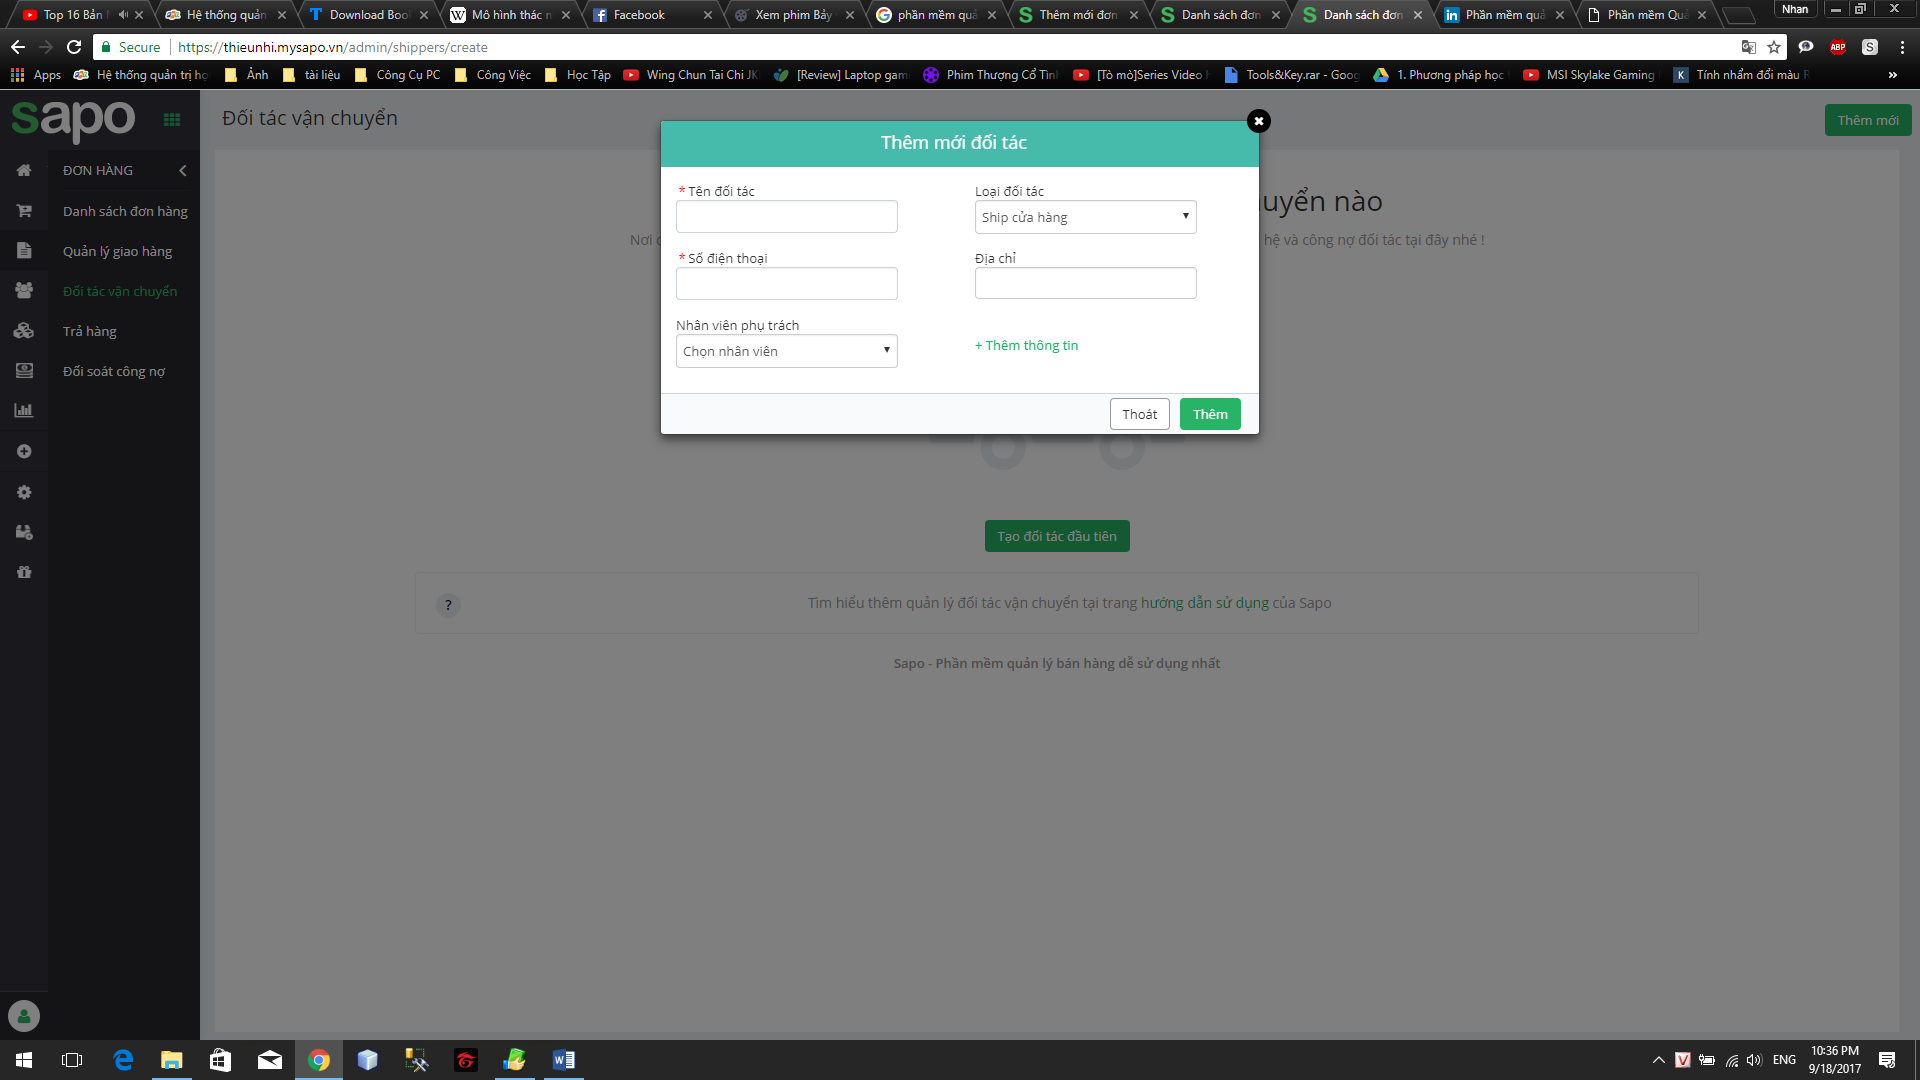 Top 16 Bản
Hệ thống quản
Download Boo
Mô hình thác n
Facebook
Xem phim Bảy
phần mềm quả
Thêm mới đơn
Danh sách đơn
Danh sách đơn
Phần mềm quả
Phần mềm Quả
Nhan
Secure
https://thieunhi.mysapo.vn/admin/shippers/create
ABP
S
Apps
Hệ thống quản trị họ
Ảnh
tài liệu
Công Cụ PC
Công Việc
Học Tập
Wing Chun Tai Chi JK
[Review] Laptop gam
Phim Thượng Cổ Tình
[Tò mò]Series Video
Tools&Key.rar - Goog
1. Phương pháp học
MSI Skylake Gaming
K
Tính nhẩm đổi màu
»
sapo
Đối tác vận chuyển
Thêm mới
ĐƠN HÀNG
Danh sách đơn hàng
Quản lý giao hàng
Đối tác vận chuyển
Trả hàng
Đối soát công nợ
Thêm mới đối tác
* Tên đối tác
Loại đối tác
Ship cửa hàng
* Số điện thoại
Địa chỉ
Nhân viên phụ trách
Chọn nhân viên
+ Thêm thông tin
Thoát
Thêm
uyển nào
Nơi
hệ và công nợ đối tác tại đây nhé !
Tạo đối tác đầu tiên
?
Tìm hiểu thêm quản lý đối tác vận chuyển tại trang hướng dẫn sử dụng của Sapo
Sapo - Phần mềm quản lý bán hàng dễ sử dụng nhất
V
ENG
10:36 PM
9/18/2017